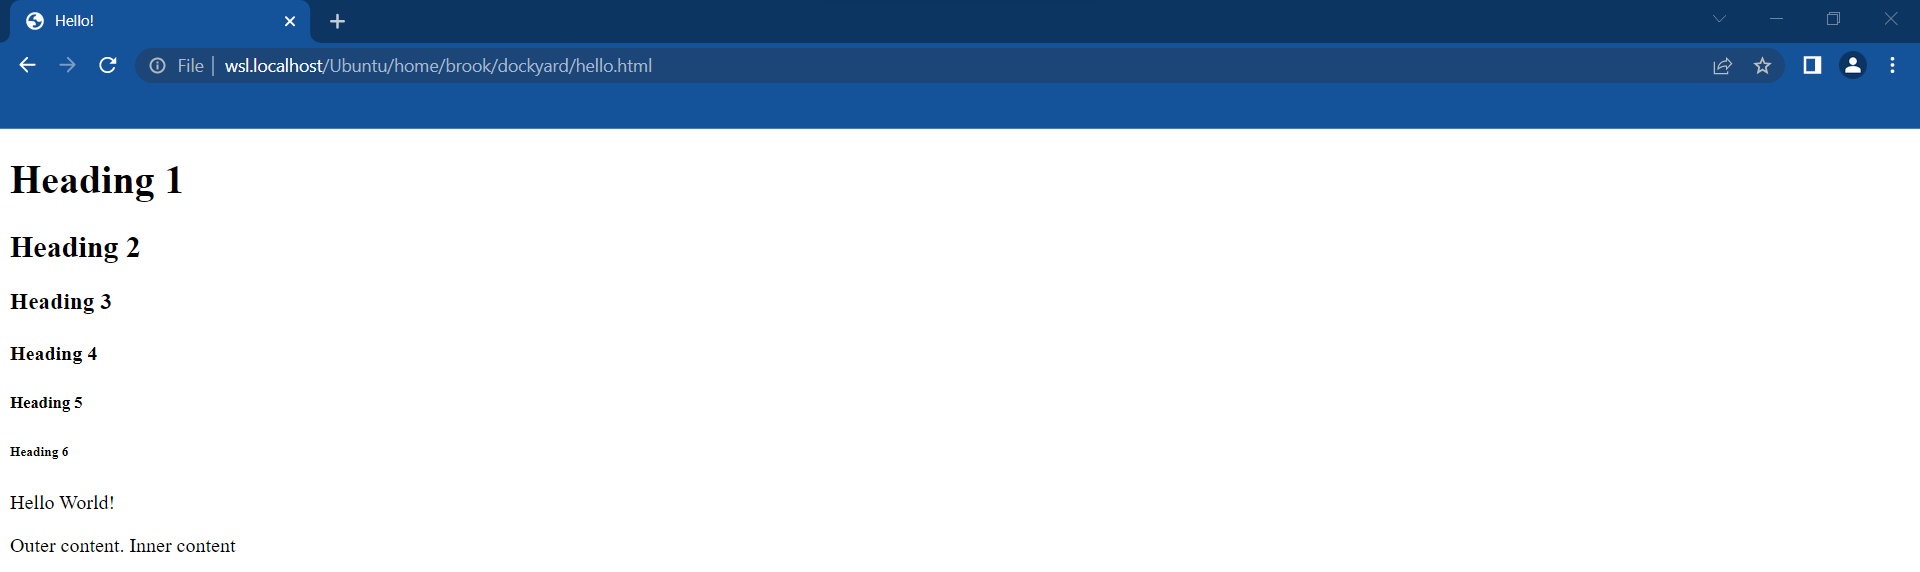 Hello!
File | wsl.localhost/Ubuntu/home/brook/dockyard/hello.html
Heading 1
Heading 2
Heading 3
Heading 4
Heading 5
Heading 6
Hello World!
Outer content. Inner content